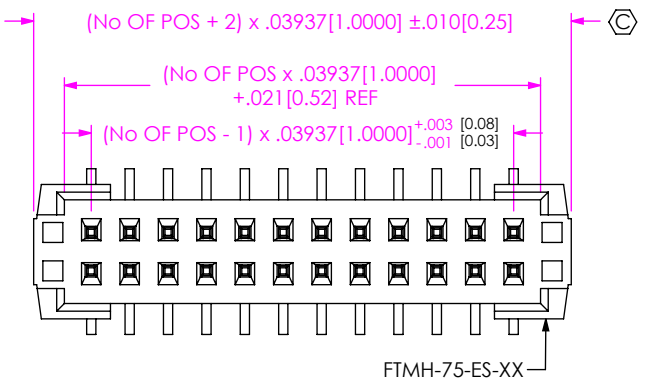 (No OF POS + 2) x .03937[1.0000] ±.010[0.25]
C
(No OF POS x .03937[1.0000]
+.021[0.52] REF
(No OF POS - 1) x .03937[1.0000] +.003 [0.08]
-.001 [0.03]
FTMH-75-ES-XX